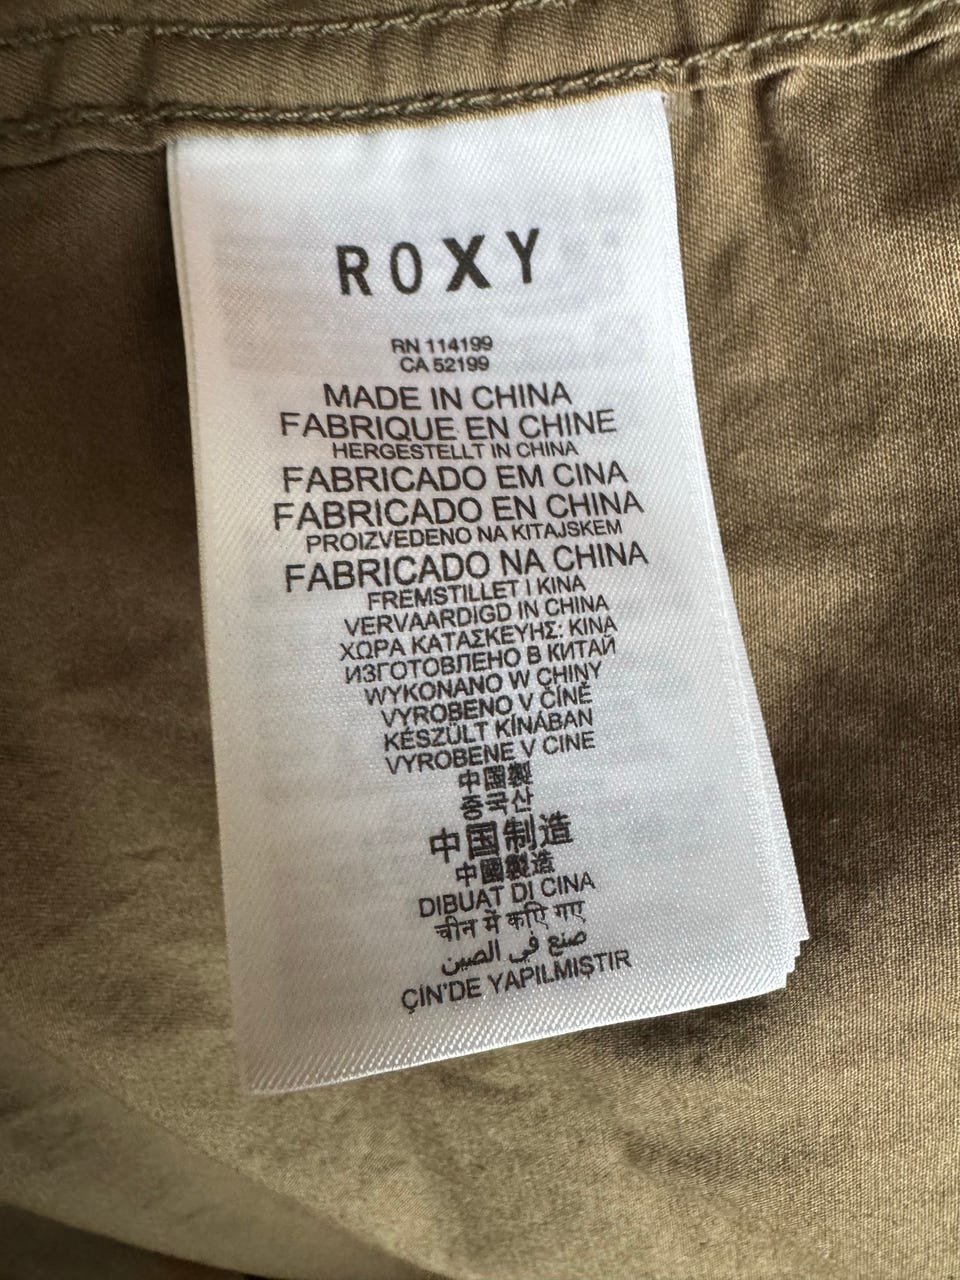 ROXY
RN 114199
CA 52199
MADE IN CHINA
FABRIQUE EN CHINE
HERGESTELLT IN CHINA
FABRICADO EM CINA
FABRICADO EN CHINA
PROIZVEDENO NA KITAJSKEM
FABRICADO NA CHINA
FREMSTILLET I KINA
VERVAARDIGD IN CHINA
ΧΩΡΑ ΚΑΤΑΣΚΕΥΗΣ: ΚΙΝΑ
ИЗГОТОВЛЕНО В КИТАЙ
WYKONANO W CHINY
VYROBENO V ČÍNĚ
KÉSZÜLT KÍNÁBAN
VYROBENE V CINE
中国製
중국산
中国制造
中國製造
DIBUAT DI CINA
चीन में कएि गए
صنع في الصين
ÇİN'DE YAPILMIŞTIR